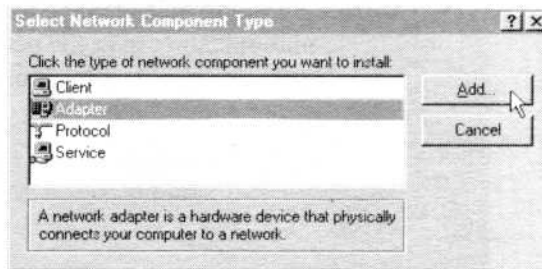 Select Network Component Type
Click the type of network component you want to install:
Client
Adapter
Protocol
Service
Add...
Cancel
A network adapter is a hardware device that physically
connects your computer to a network.